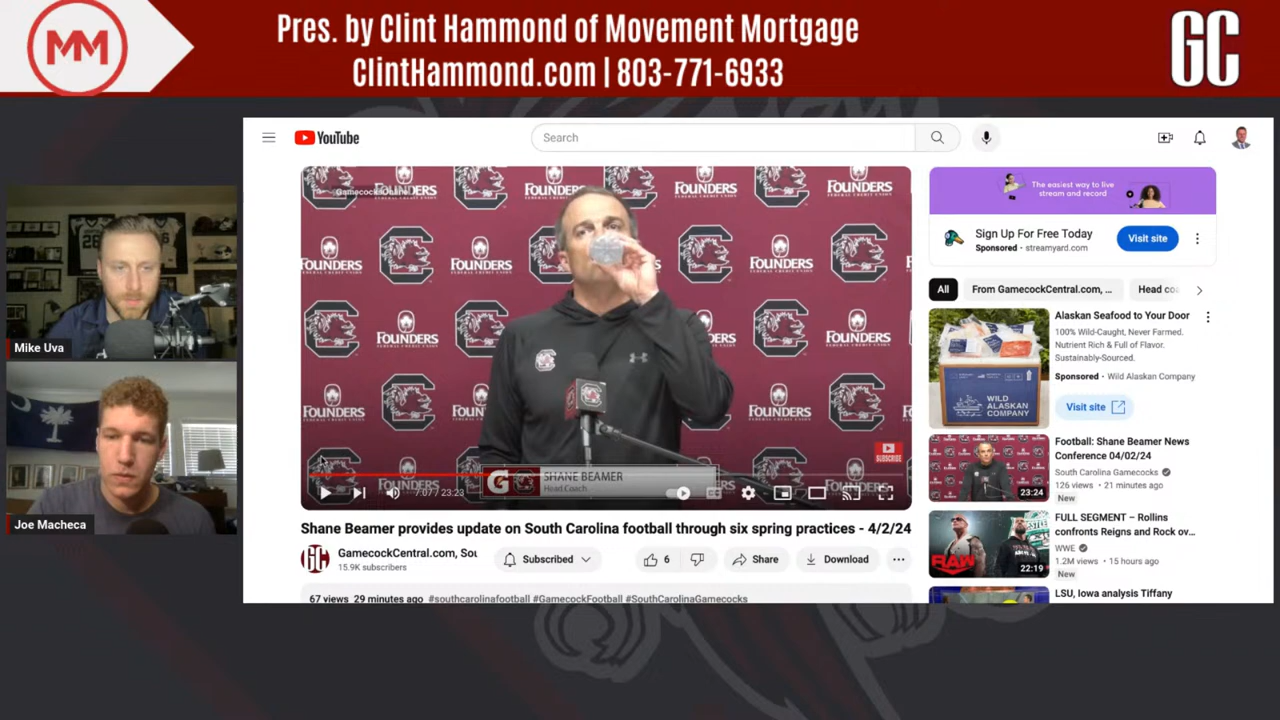 MM
Pres. by Clint Hammond of Movement Mortgage
ClintHammond.com | 803-771-6933
GC
YouTube
Search
GamecocksOnline
FOUNDERS
FEDERAL CREDIT UNION
SUBSCRIBE
G
SHANE BEAMER
Head Coach
7:07 / 23:23
Shane Beamer provides update on South Carolina football through six spring practices - 4/2/24
GC
GamecockCentral.com, Sou
15.9K subscribers
Subscribed
6
Share
Download
67 views 29 minutes ago #southcarolinafootball #GamecockFootball #SouthCarolinaGamecocks
The easiest way to live
stream and record
Sign Up For Free Today
Sponsored · streamyard.com
Visit site
All
From GamecockCentral.com, ...
Head co
Alaskan Seafood to Your Door
100% Wild-Caught, Never Farmed.
Nutrient Rich & Full of Flavor.
Sustainably-Sourced.
Sponsored · Wild Alaskan Company
Visit site
WILD
ALASKAN
COMPANY
Football: Shane Beamer News
Conference 04/02/24
South Carolina Gamecocks
126 views · 21 minutes ago
New
23:24
FULL SEGMENT – Rollins
confronts Reigns and Rock ov...
WWE
1.2M views · 15 hours ago
New
RAW
22:19
LSU, Iowa analysis Tiffany
Mike Uva
Joe Macheca